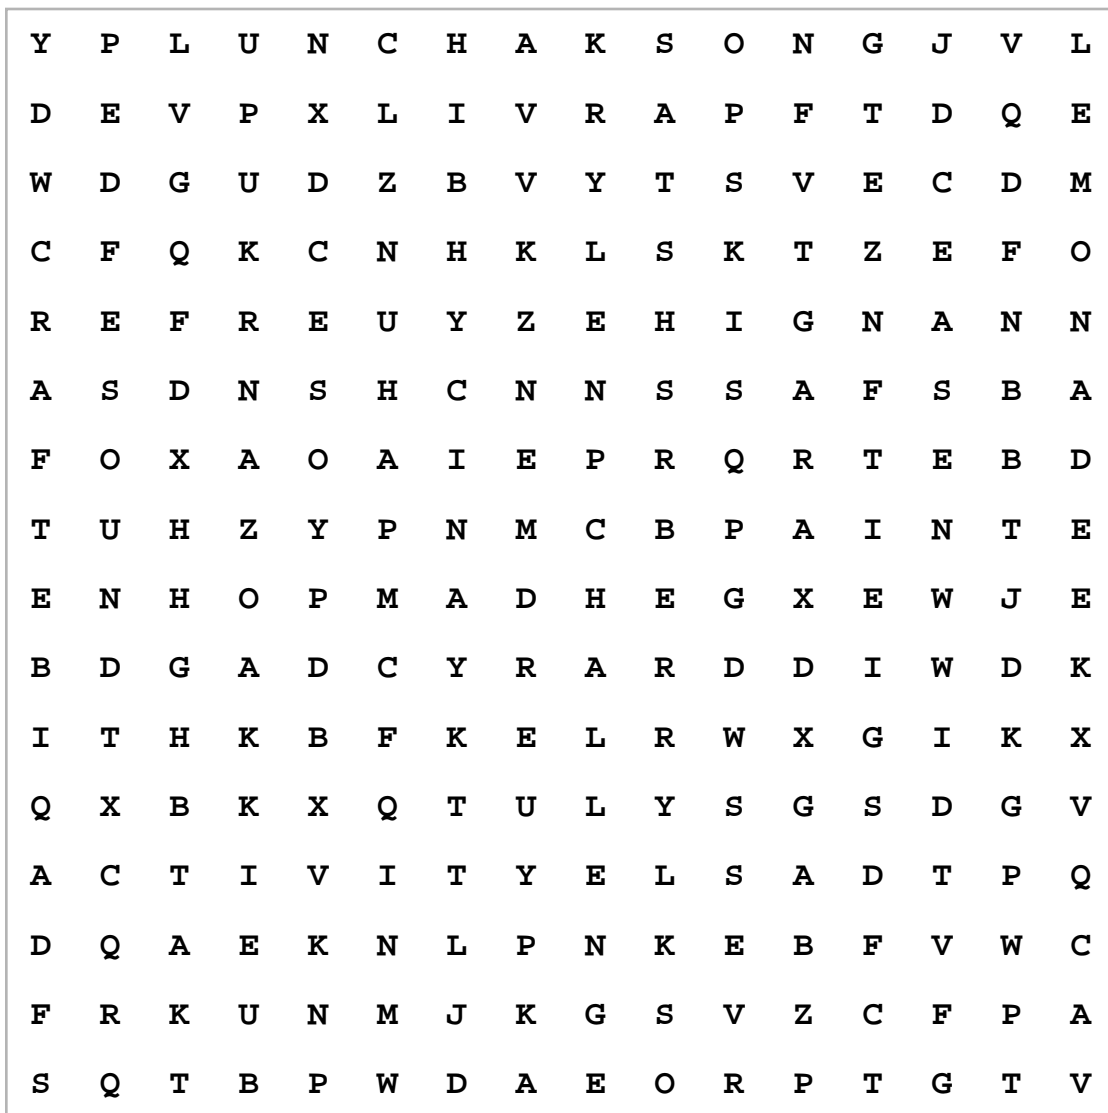 Y P L U N C H A K S O N G J V L
D E V P X L I V R A P F T D Q E
W D G U D Z B V Y T S V E C D M
C F Q K C N H K L S K T Z E F O
R E F R E U Y Z E H I G N A N N
A S D N S H C N N S S A F S B A
F O X A O A I E P R Q R T E B D
T U H Z Y P N M C B P A I N T E
E N H O P M A D H E G X E W J E
B D G A D C Y R A R D D I W D K
I T H K B F K E L R W X G I K X
Q X B K X Q T U L Y S G S D G V
A C T I V I T Y E L S A D T P Q
D Q A E K N L P N K E B F V W C
F R K U N M J K G S V Z C F P A
S Q T B P W D A E O R P T G T V